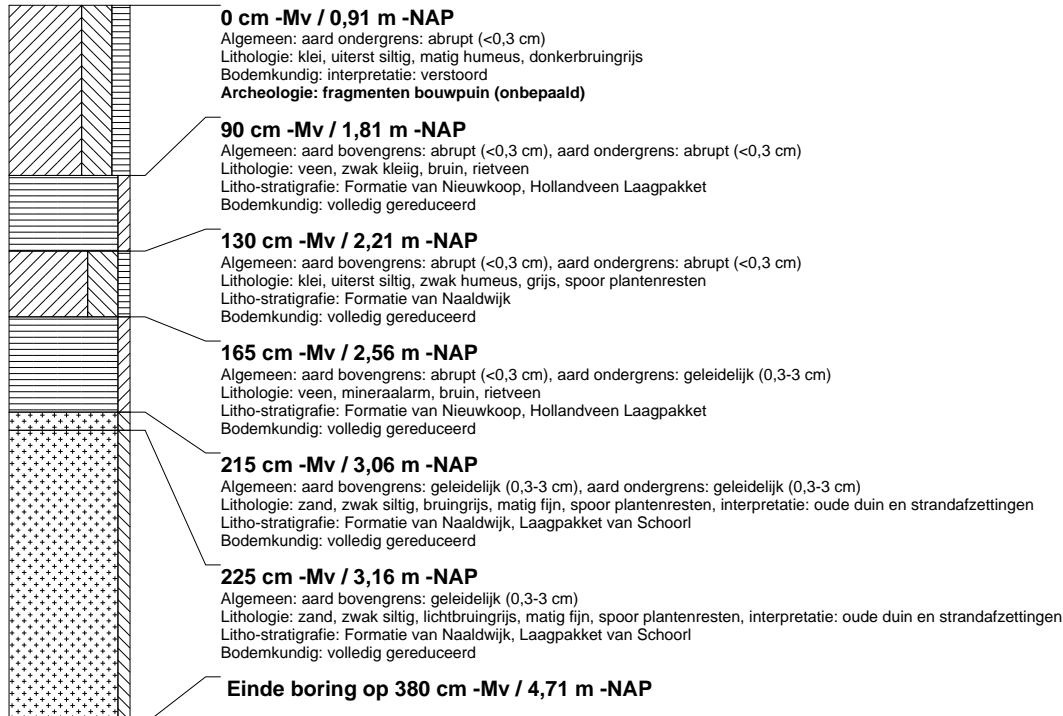 0 cm -Mv / 0,91 m -NAP
Algemeen: aard ondergrens: abrupt (<0,3 cm)
Lithologie: klei, uiterst siltig, matig humeus, donkerbruingrijs
Bodemkundig: interpretatie: verstoord
Archeologie: fragmenten bouwpuin (onbepaald)
90 cm -Mv / 1,81 m -NAP
Algemeen: aard bovengrens: abrupt (<0,3 cm), aard ondergrens: abrupt (<0,3 cm)
Lithologie: veen, zwak kleiig, bruin, rietveen
Litho-stratigrafie: Formatie van Nieuwkoop, Hollandveen Laagpakket
Bodemkundig: volledig gereduceerd
130 cm -Mv / 2,21 m -NAP
Algemeen: aard bovengrens: abrupt (<0,3 cm), aard ondergrens: abrupt (<0,3 cm)
Lithologie: klei, uiterst siltig, zwak humeus, grijs, spoor plantenresten
Litho-stratigrafie: Formatie van Naaldwijk
Bodemkundig: volledig gereduceerd
165 cm -Mv / 2,56 m -NAP
Algemeen: aard bovengrens: abrupt (<0,3 cm), aard ondergrens: geleidelijk (0,3-3 cm)
Lithologie: veen, mineraalarm, bruin, rietveen
Litho-stratigrafie: Formatie van Nieuwkoop, Hollandveen Laagpakket
Bodemkundig: volledig gereduceerd
215 cm -Mv / 3,06 m -NAP
Algemeen: aard bovengrens: geleidelijk (0,3-3 cm), aard ondergrens: geleidelijk (0,3-3 cm)
Lithologie: zand, zwak siltig, bruingrijs, matig fijn, spoor plantenresten, interpretatie: oude duin en strandafzettingen
Litho-stratigrafie: Formatie van Naaldwijk, Laagpakket van Schoorl
Bodemkundig: volledig gereduceerd
225 cm -Mv / 3,16 m -NAP
Algemeen: aard bovengrens: geleidelijk (0,3-3 cm)
Lithologie: zand, zwak siltig, lichtbruingrijs, matig fijn, spoor plantenresten, interpretatie: oude duin en strandafzettingen
Litho-stratigrafie: Formatie van Naaldwijk, Laagpakket van Schoorl
Bodemkundig: volledig gereduceerd
Einde boring op 380 cm -Mv / 4,71 m -NAP